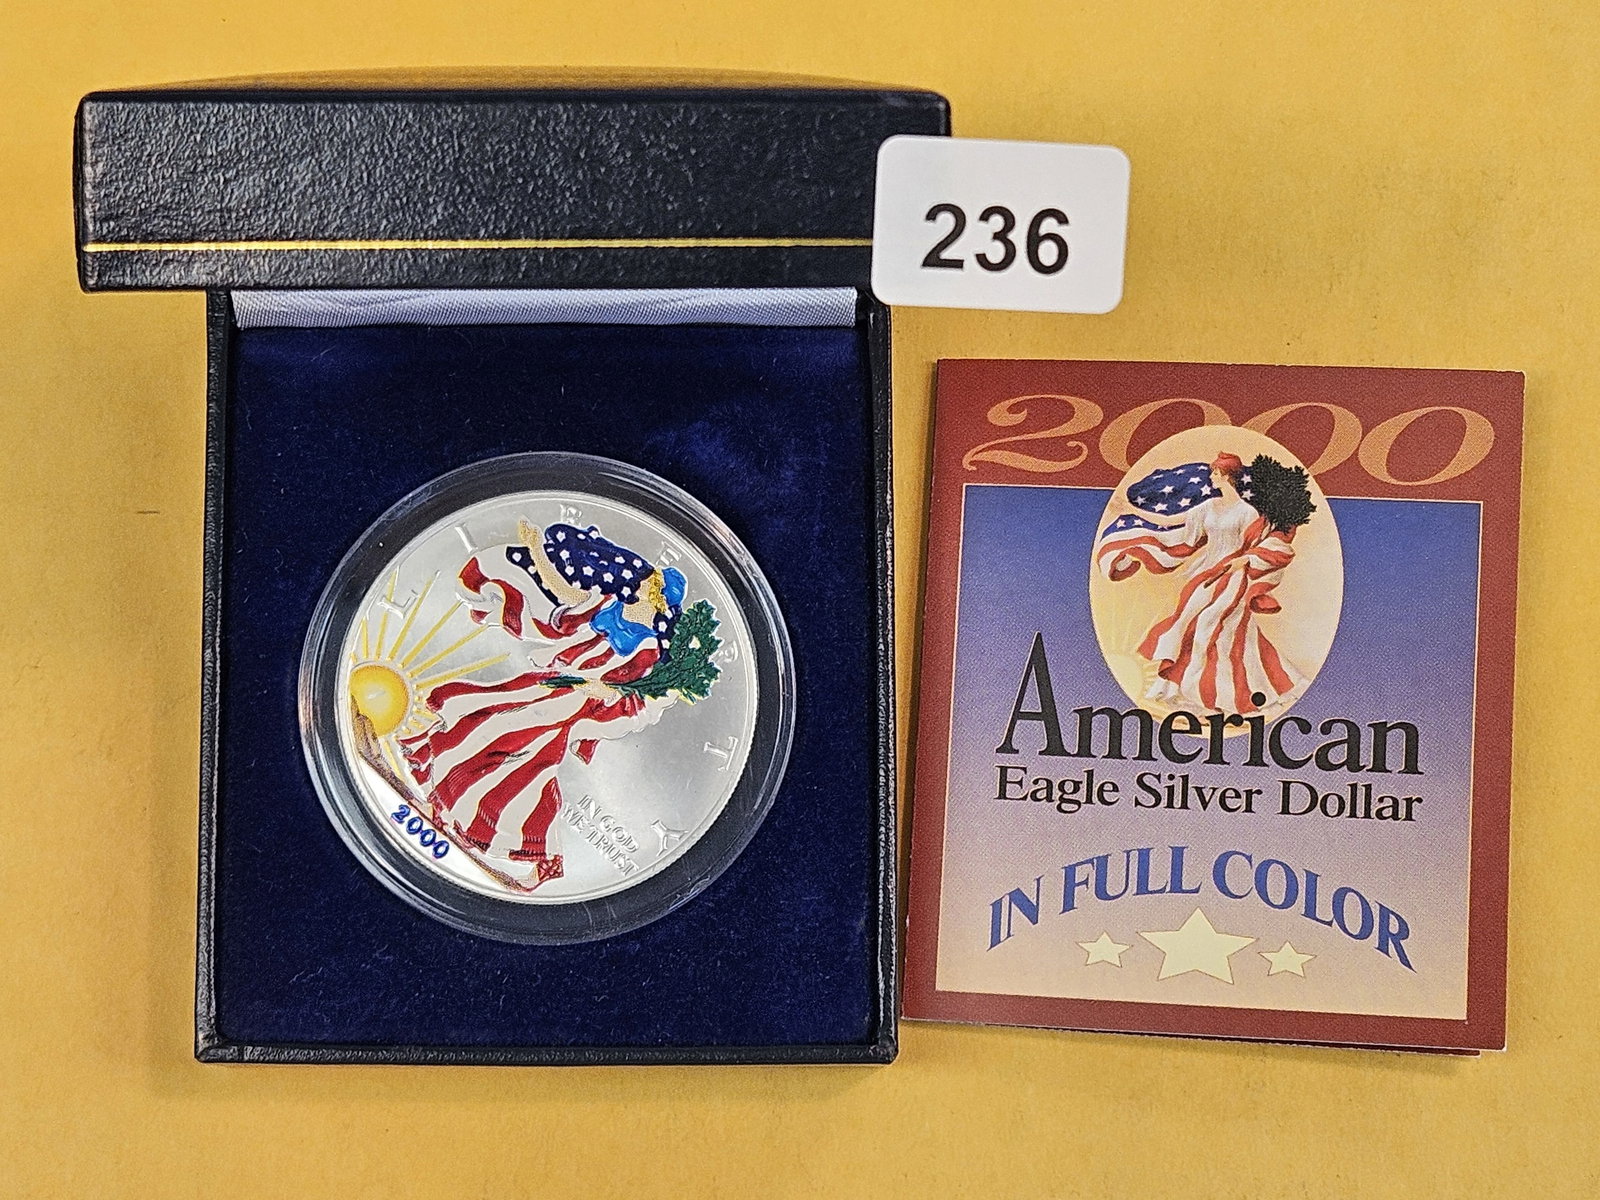 236
LIBERTY
IN GOD
WE TRUST
2000
2000
American
Eagle Silver Dollar
IN FULL COLOR